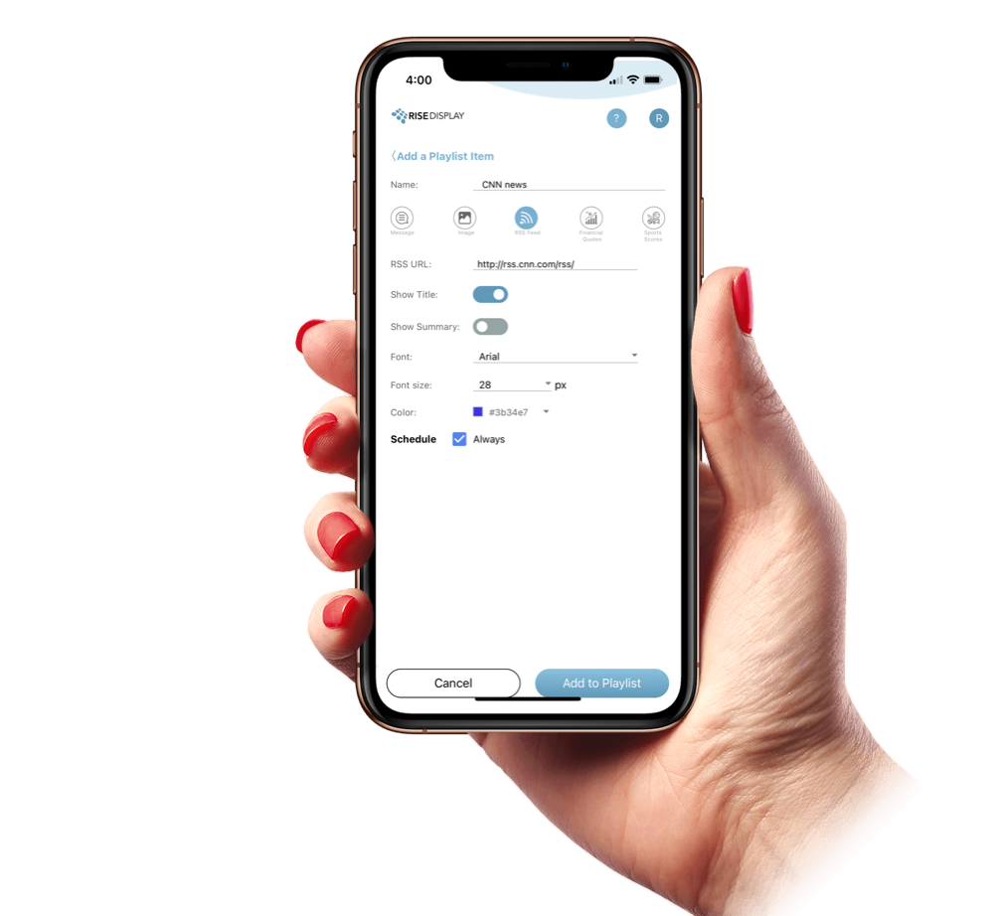 4:00
RISE DISPLAY
?
R
〈Add a Playlist Item
Name: CNN news
Message
Image
RSS Feed
Financial Quotes
Sports Scores
RSS URL: http://rss.cnn.com/rss/
Show Title:
Show Summary:
Font: Arial
Font size: 28 px
Color: #3b34e7
Schedule Always
Cancel
Add to Playlist